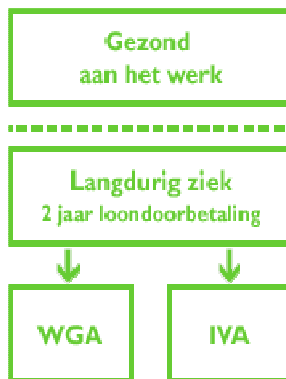 Gezond
aan het werk
Langdurig ziek
2 jaar loondoorbetaling
WGA
IVA